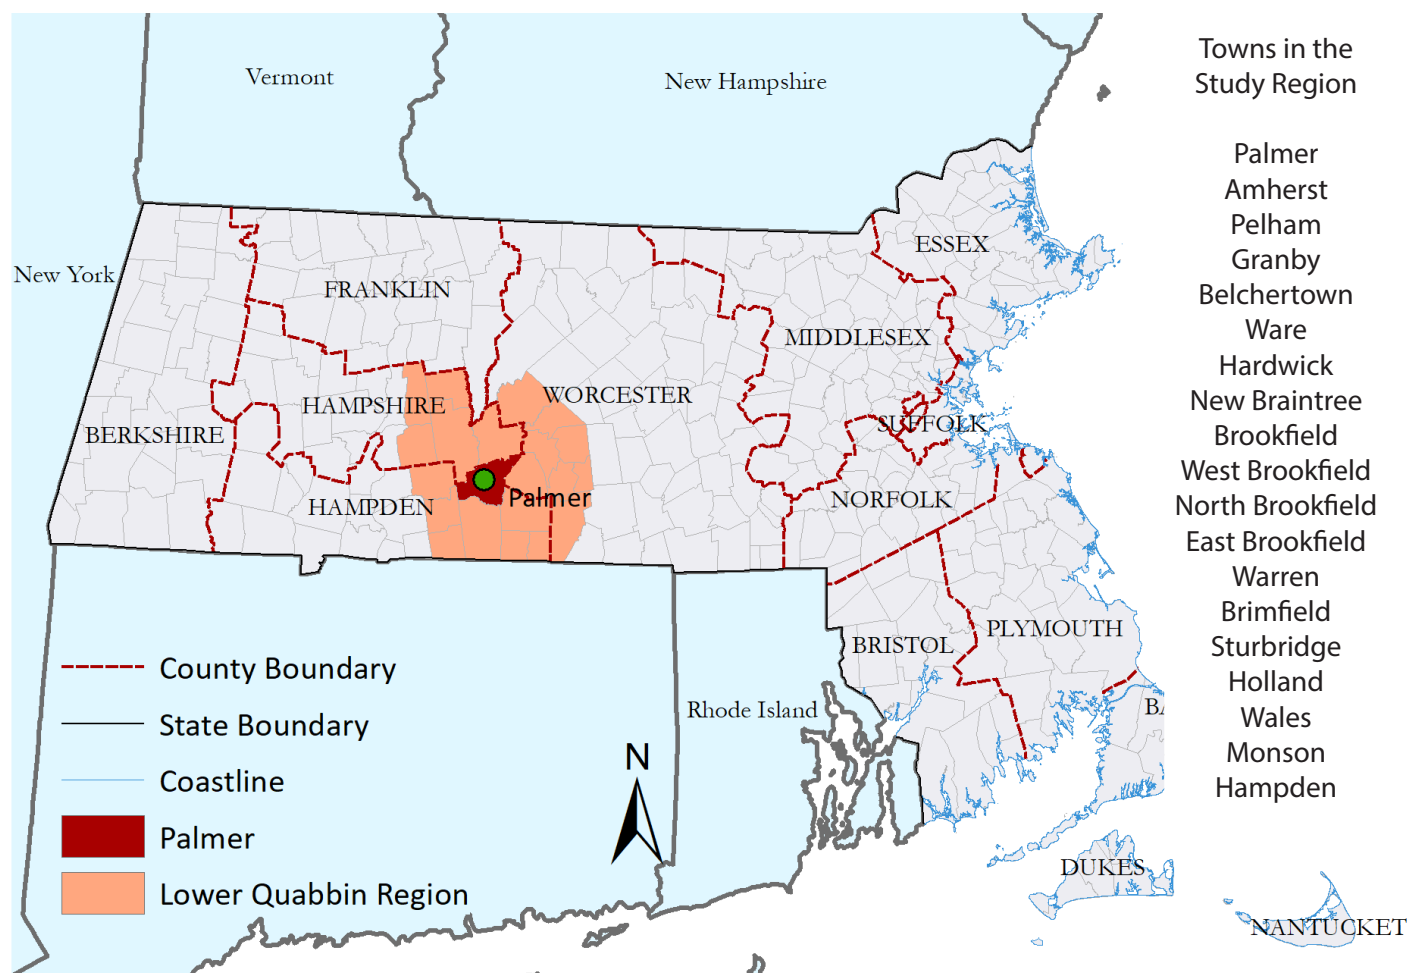 Vermont
New Hampshire
New York
ESSEX
FRANKLIN
MIDDLESEX
WORCESTER
HAMPSHIRE
SUFFOLK
BERKSHIRE
Palmer
NORFOLK
HAMPDEN
PLYMOUTH
BRISTOL
BA
Rhode Island
DUKES
NANTUCKET
County Boundary
State Boundary
Coastline
Palmer
Lower Quabbin Region
N
Towns in the
Study Region
Palmer
Amherst
Pelham
Granby
Belchertown
Ware
Hardwick
New Braintree
Brookfield
West Brookfield
North Brookfield
East Brookfield
Warren
Brimfield
Sturbridge
Holland
Wales
Monson
Hampden